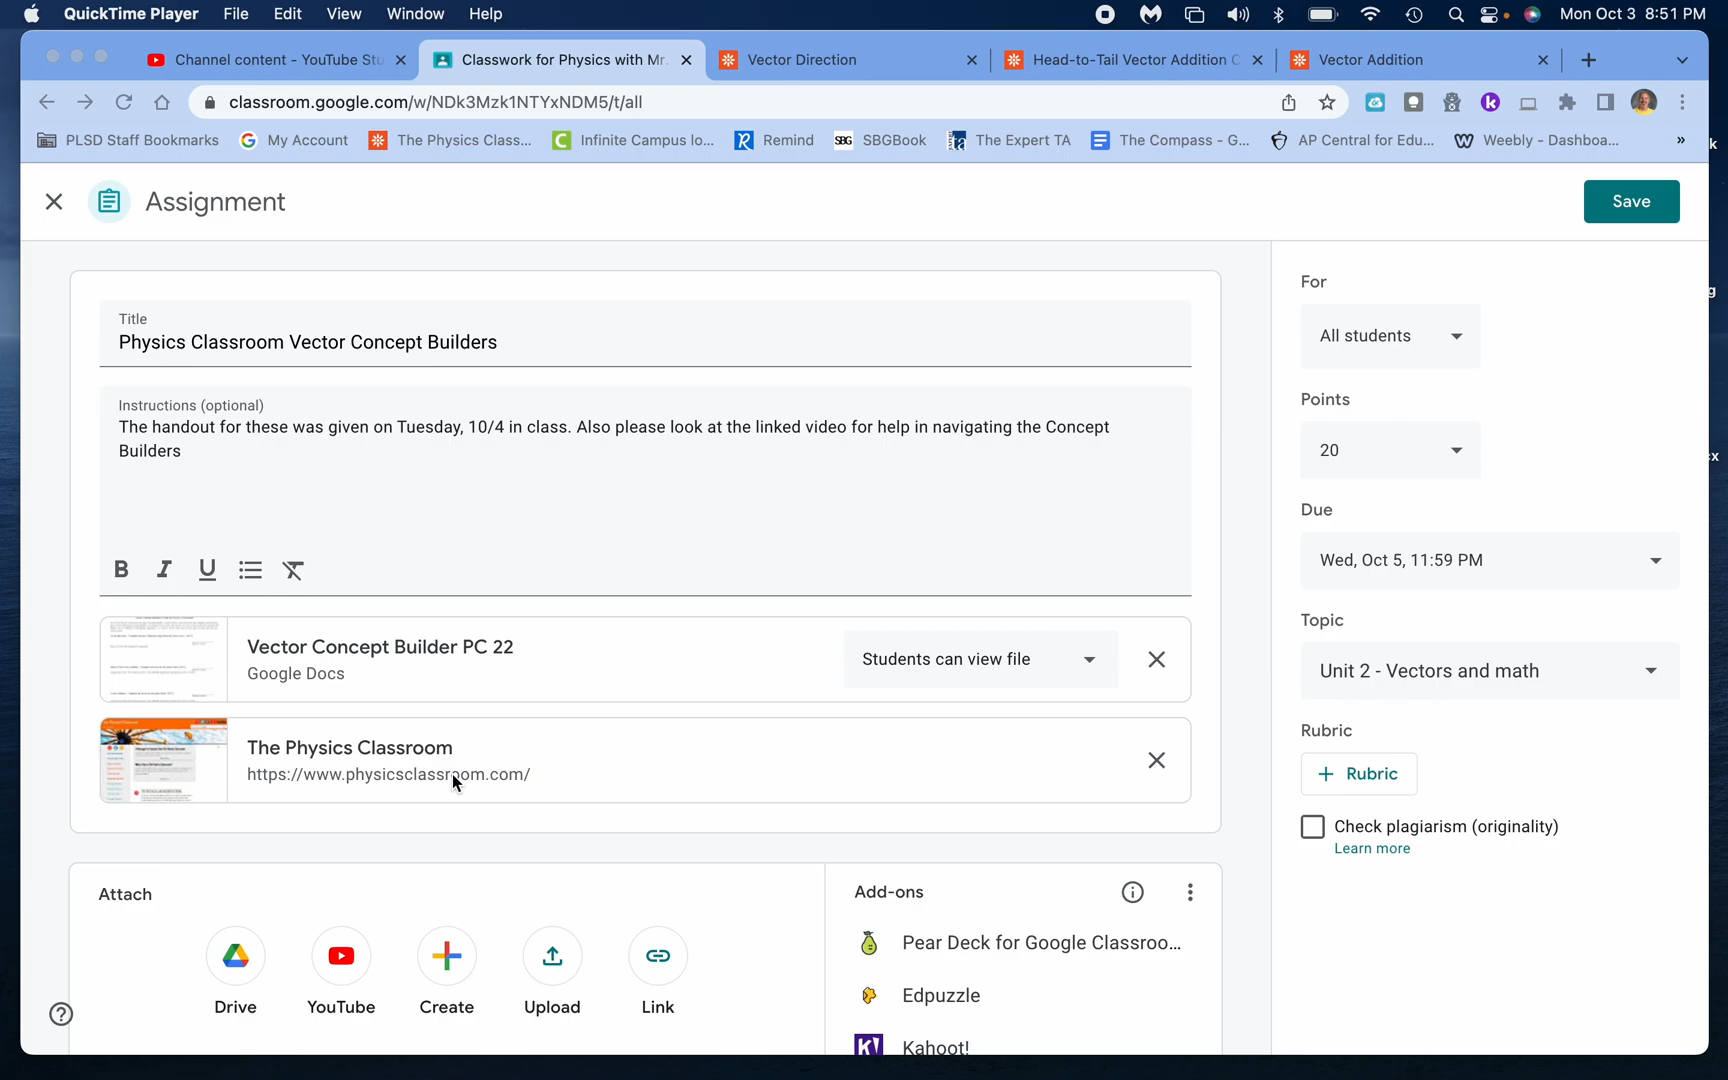 QuickTime Player File Edit View Window Help Mon Oct 3 8:51 PM
Channel content - YouTube Stu Classwork for Physics with Mr. Vector Direction Head-to-Tail Vector Addition C Vector Addition
classroom.google.com/w/NDk3Mzk1NTYxNDM5/t/all
PLSD Staff Bookmarks My Account The Physics Class... Infinite Campus lo... Remind SBGBook The Expert TA The Compass - G... AP Central for Edu... Weebly - Dashboa... »
Assignment
Save
Title
Physics Classroom Vector Concept Builders
Instructions (optional)
The handout for these was given on Tuesday, 10/4 in class. Also please look at the linked video for help in navigating the Concept
Builders
Vector Concept Builder PC 22
Google Docs
Students can view file
The Physics Classroom
https://www.physicsclassroom.com/
Attach
Drive YouTube Create Upload Link
Add-ons
Pear Deck for Google Classroo...
Edpuzzle
Kahoot!
For
All students
Points
20
Due
Wed, Oct 5, 11:59 PM
Topic
Unit 2 - Vectors and math
Rubric
+ Rubric
Check plagiarism (originality)
Learn more